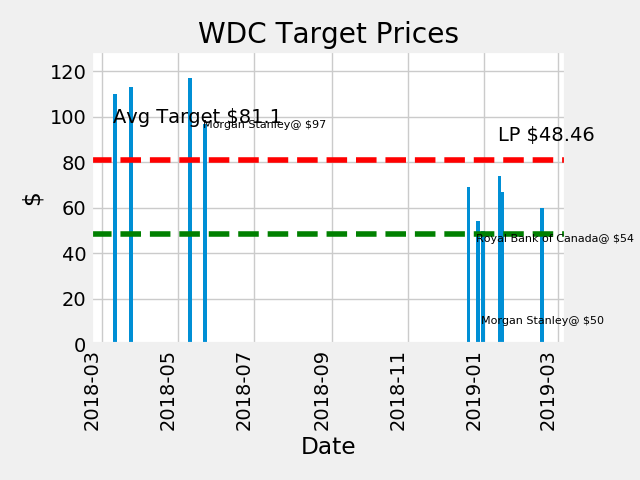 WDC Target Prices
120
100
80
60
40
20
0
$
Avg Target $81.1
Morgan Stanley@ $97
LP $48.46
Royal Bank of Canada@ $54
Morgan Stanley@ $50
2018-03
2018-05
2018-07
2018-09
2018-11
2019-01
2019-03
Date